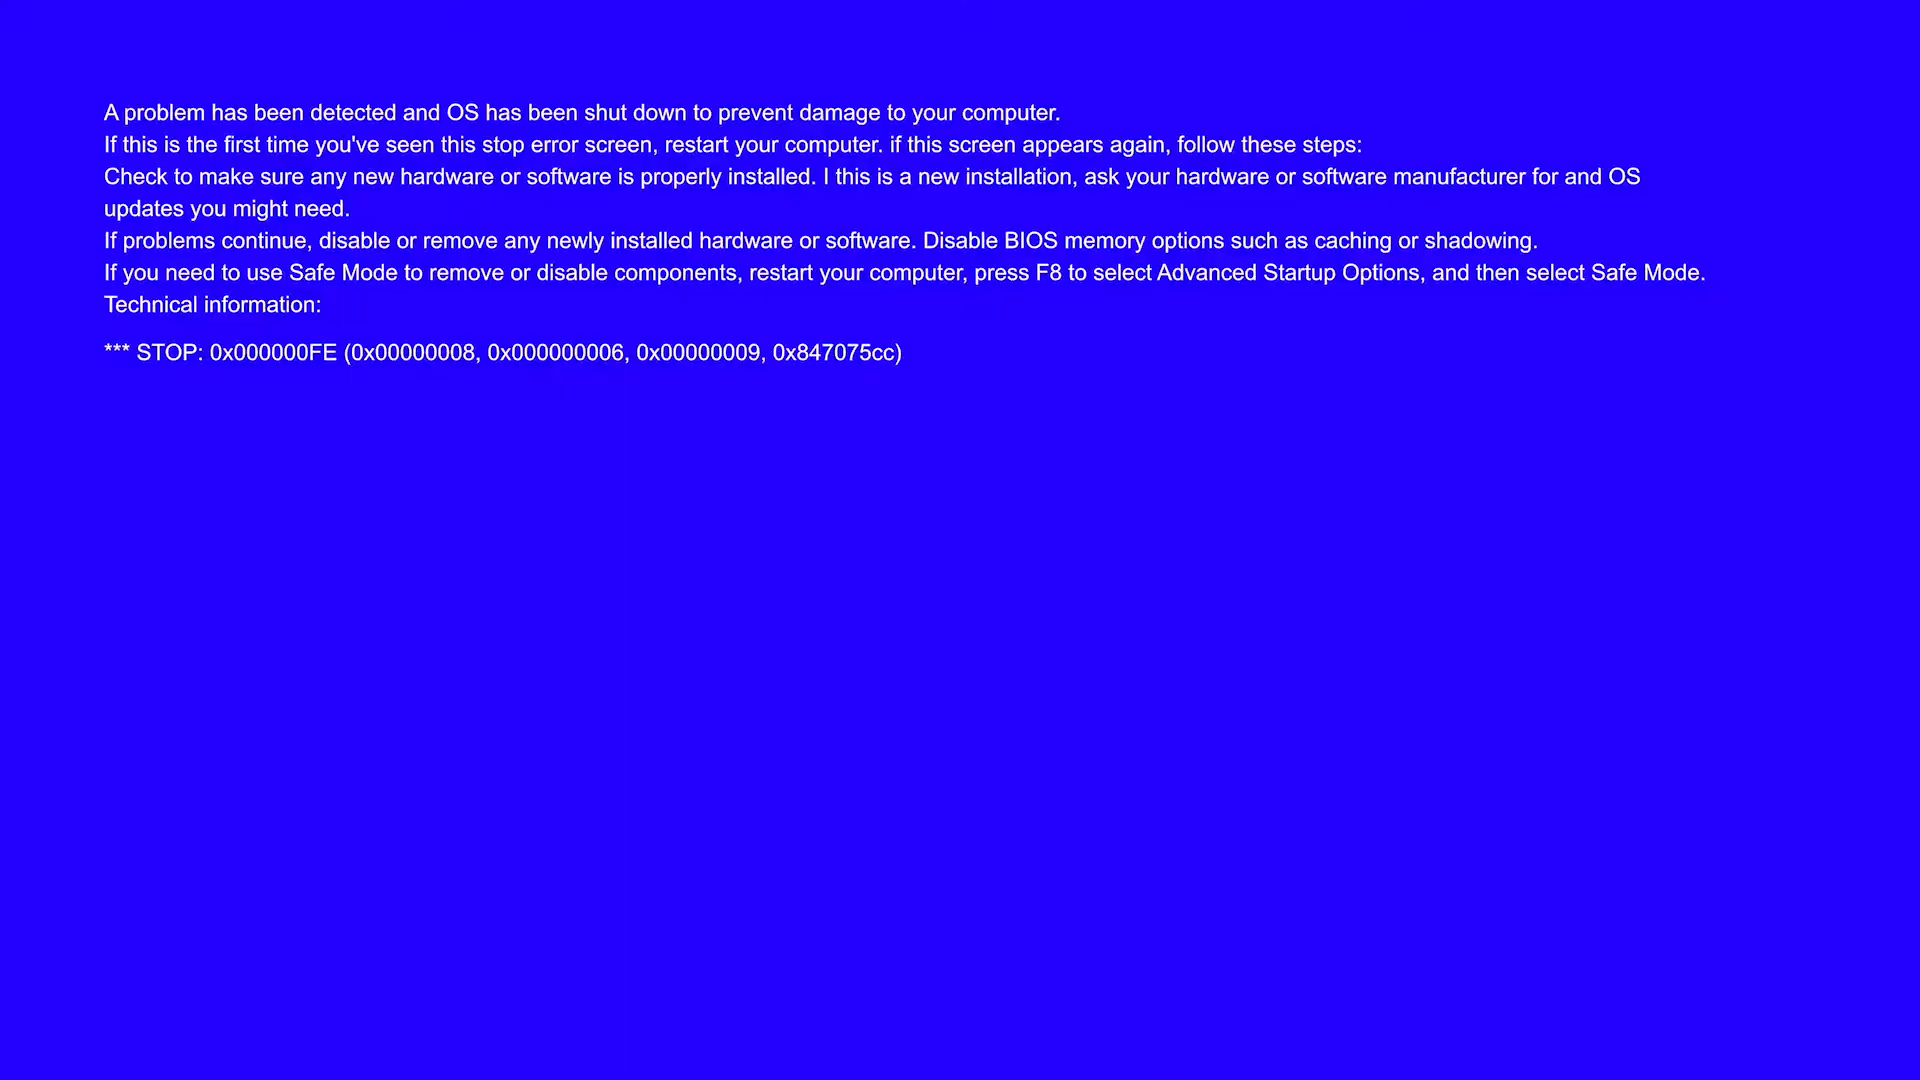 A problem has been detected and OS has been shut down to prevent damage to your computer.
If this is the first time you've seen this stop error screen, restart your computer. if this screen appears again, follow these steps:
Check to make sure any new hardware or software is properly installed. I this is a new installation, ask your hardware or software manufacturer for and OS
updates you might need.
If problems continue, disable or remove any newly installed hardware or software. Disable BIOS memory options such as caching or shadowing.
If you need to use Safe Mode to remove or disable components, restart your computer, press F8 to select Advanced Startup Options, and then select Safe Mode.
Technical information:
*** STOP: 0x000000FE (0x00000008, 0x000000006, 0x00000009, 0x847075cc)